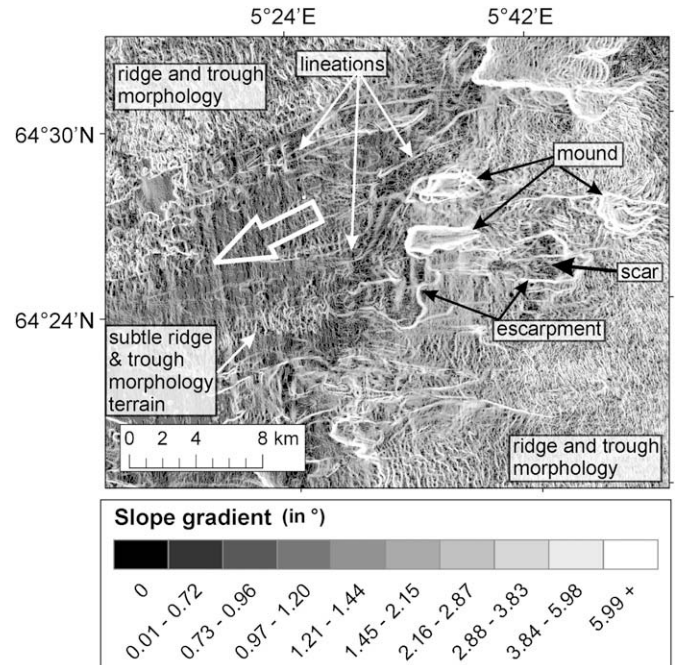 5°24'E
5°42'E
ridge and trough
morphology
lineations
64°30'N
mound
scar
64°24'N
escarpment
subtle ridge
& trough
morphology
terrain
0 2 4 8 km
ridge and trough
morphology
Slope gradient (in °)
0
0.01 - 0.72
0.73 - 0.96
0.97 - 1.20
1.21 - 1.44
1.45 - 2.15
2.16 - 2.87
2.88 - 3.83
3.84 - 5.98
5.99 +